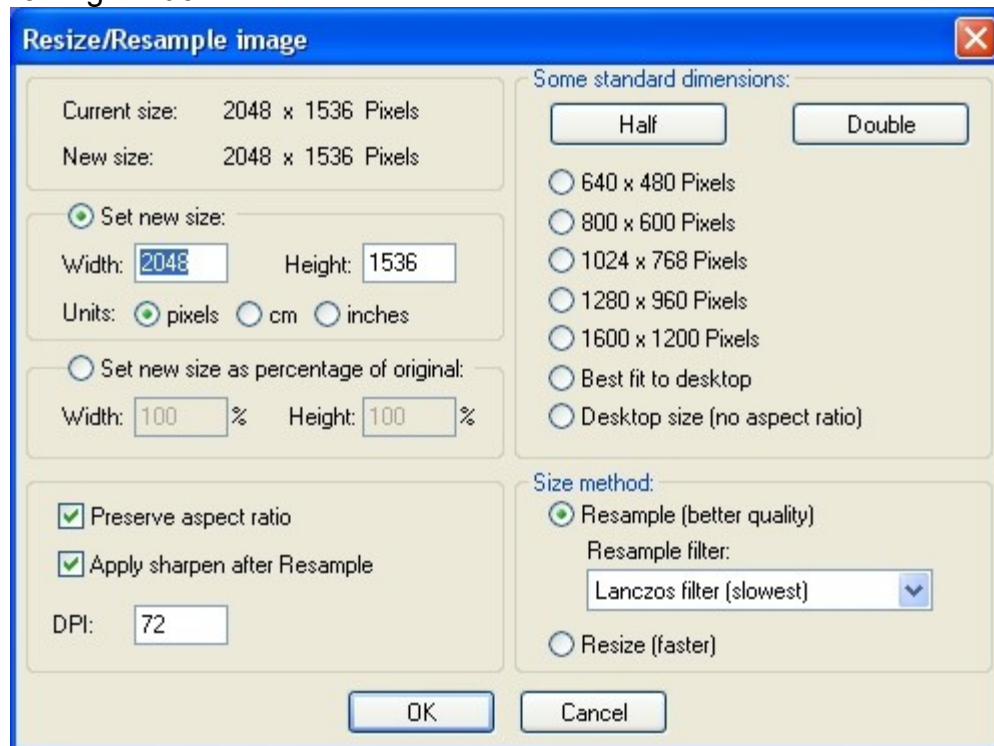 Resize/Resample image
Current size: 2048 x 1536 Pixels
New size: 2048 x 1536 Pixels
Set new size:
Width: 2048 Height: 1536
Units: pixels cm inches
Set new size as percentage of original:
Width: 100 % Height: 100 %
Preserve aspect ratio
Apply sharpen after Resample
DPI: 72
Some standard dimensions:
Half Double
640 x 480 Pixels
800 x 600 Pixels
1024 x 768 Pixels
1280 x 960 Pixels
1600 x 1200 Pixels
Best fit to desktop
Desktop size (no aspect ratio)
Size method:
Resample (better quality)
Resample filter:
Lanczos filter (slowest)
Resize (faster)
OK Cancel